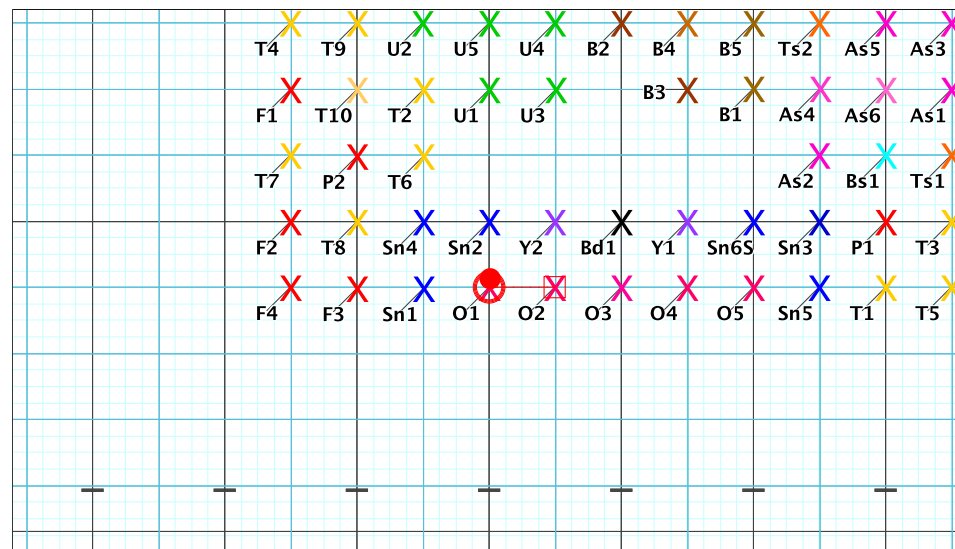 T4 T9 U2 U5 U4 B2 B4 B5 Ts2 As5 As3
F1 T10 T2 U1 U3 B3 B1 As4 As6 As1
T7 P2 T6 As2 Bs1 Ts1
F2 T8 Sn4 Sn2 Y2 Bd1 Y1 Sn6S Sn3 P1 T3
F4 F3 Sn1 O1 O2 O3 O4 O5 Sn5 T1 T5